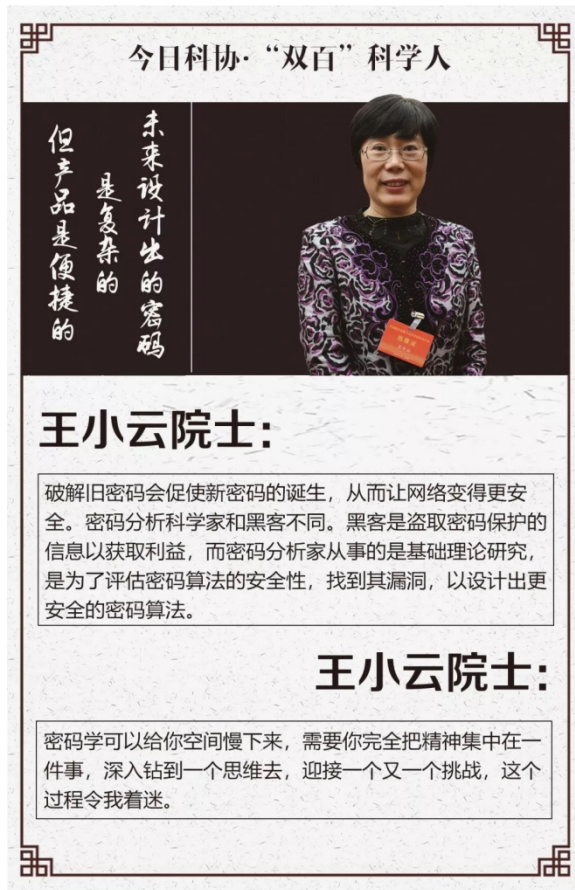 今日科协·“双百”科学人
未来设计出的密码
是复杂的
但产品是便捷的
王小云院士：
破解旧密码会促使新密码的诞生，从而让网络变得更安
全。密码分析科学家和黑客不同。黑客是盗取密码保护的
信息以获取利益，而密码分析家从事的是基础理论研究，
是为了评估密码算法的安全性，找到其漏洞，以设计出更
安全的密码算法。
王小云院士：
密码学可以给你空间慢下来，需要你完全把精神集中在一
件事，深入钻到一个思维去，迎接一个又一个挑战，这个
过程令我着迷。